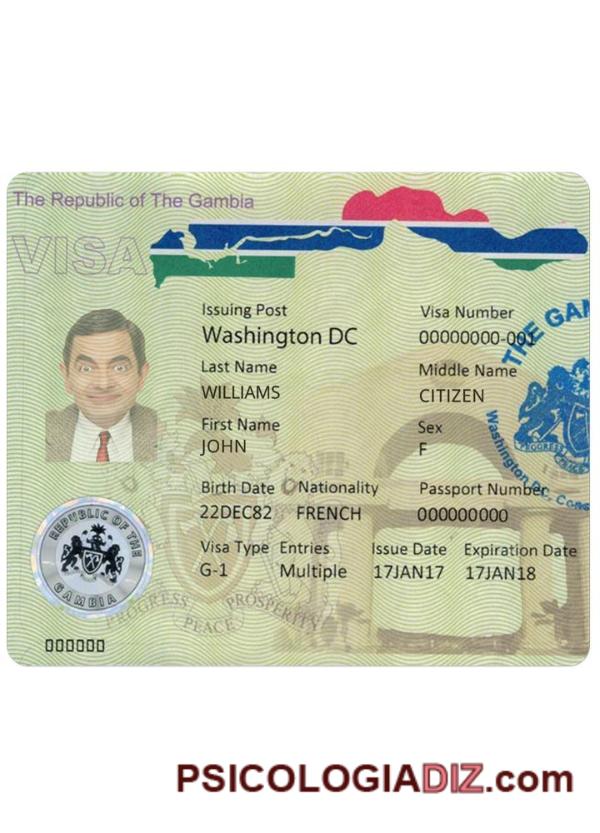 The Republic of The Gambia
VISA
Issuing Post
Visa Number
Washington DC
00000000-001
THE GAM
Last Name
Middle Name
WILLIAMS
CITIZEN
First Name
Sex
JOHN
F
PROGRESS
PEACE
Washington DC, Cons
Birth Date
Nationality
Passport Number
22DEC82
FRENCH
000000000
Visa Type
Entries
Issue Date
Expiration Date
G-1
Multiple
17JAN17
17JAN18
REPUBLIC OF THE
GAMBIA
PROGRESS
PEACE
PROSPERITY
000000
PSICOLOGIADIZ.com